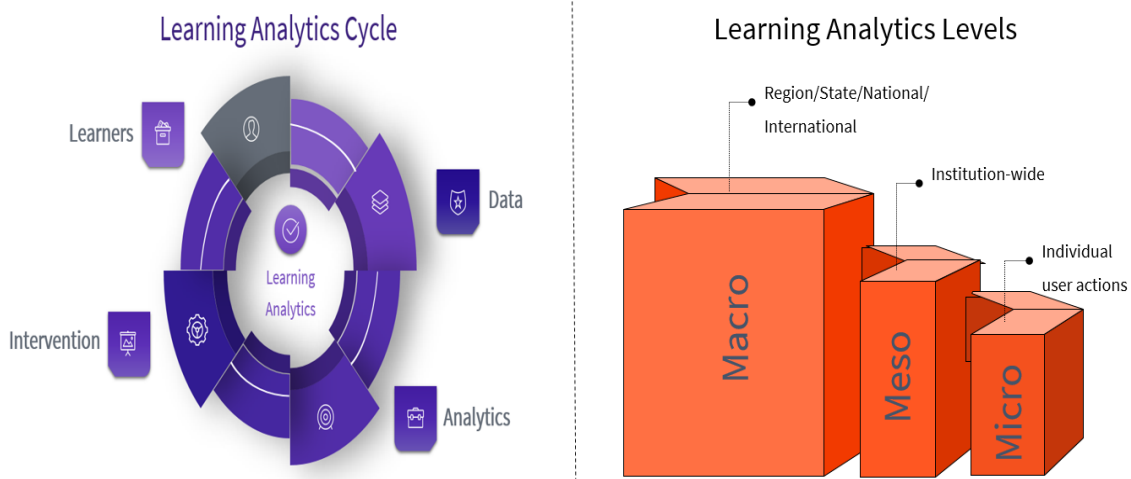 Learning Analytics Cycle
Learners
Data
Learning
Analytics
Intervention
Analytics
Learning Analytics Levels
Region/State/National/
International
Institution-wide
Individual
user actions
Macro
Meso
Micro